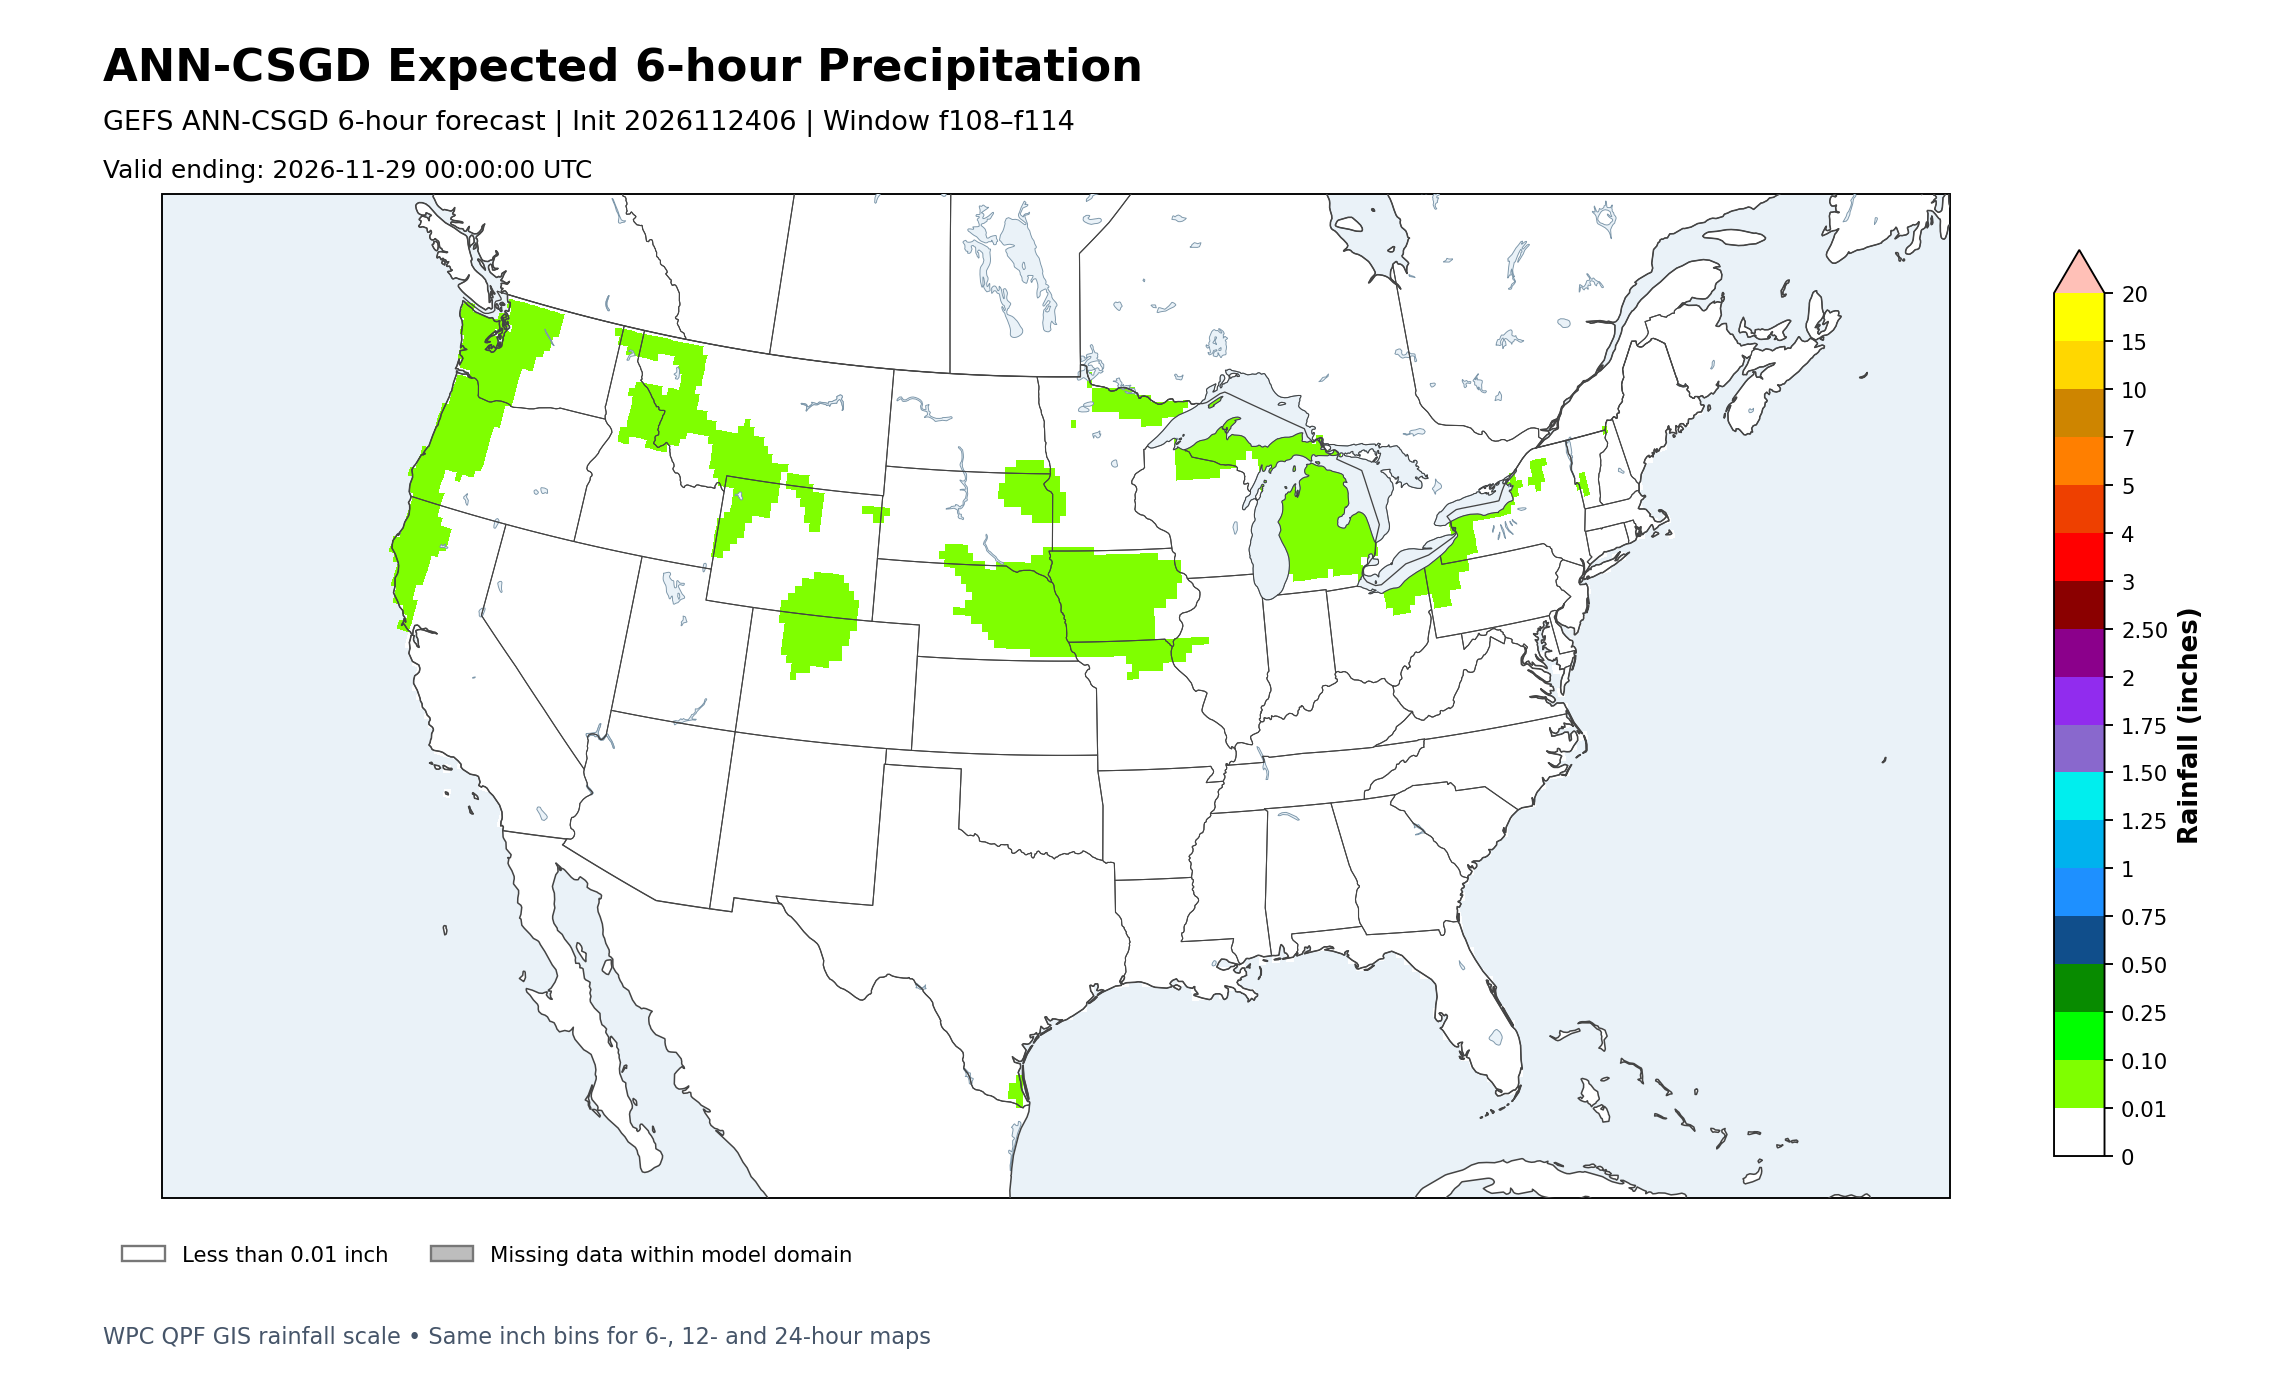 ANN-CSGD Expected 6-hour Precipitation
GEFS ANN-CSGD 6-hour forecast | Init 2026112406 | Window f108–f114
Valid ending: 2026-11-29 00:00:00 UTC
20
15
10
7
5
4
3
2.50
2
1.75
1.50
1.25
1
0.75
0.50
0.25
0.10
0.01
0
Rainfall (inches)
Less than 0.01 inch
Missing data within model domain
WPC QPF GIS rainfall scale • Same inch bins for 6-, 12- and 24-hour maps